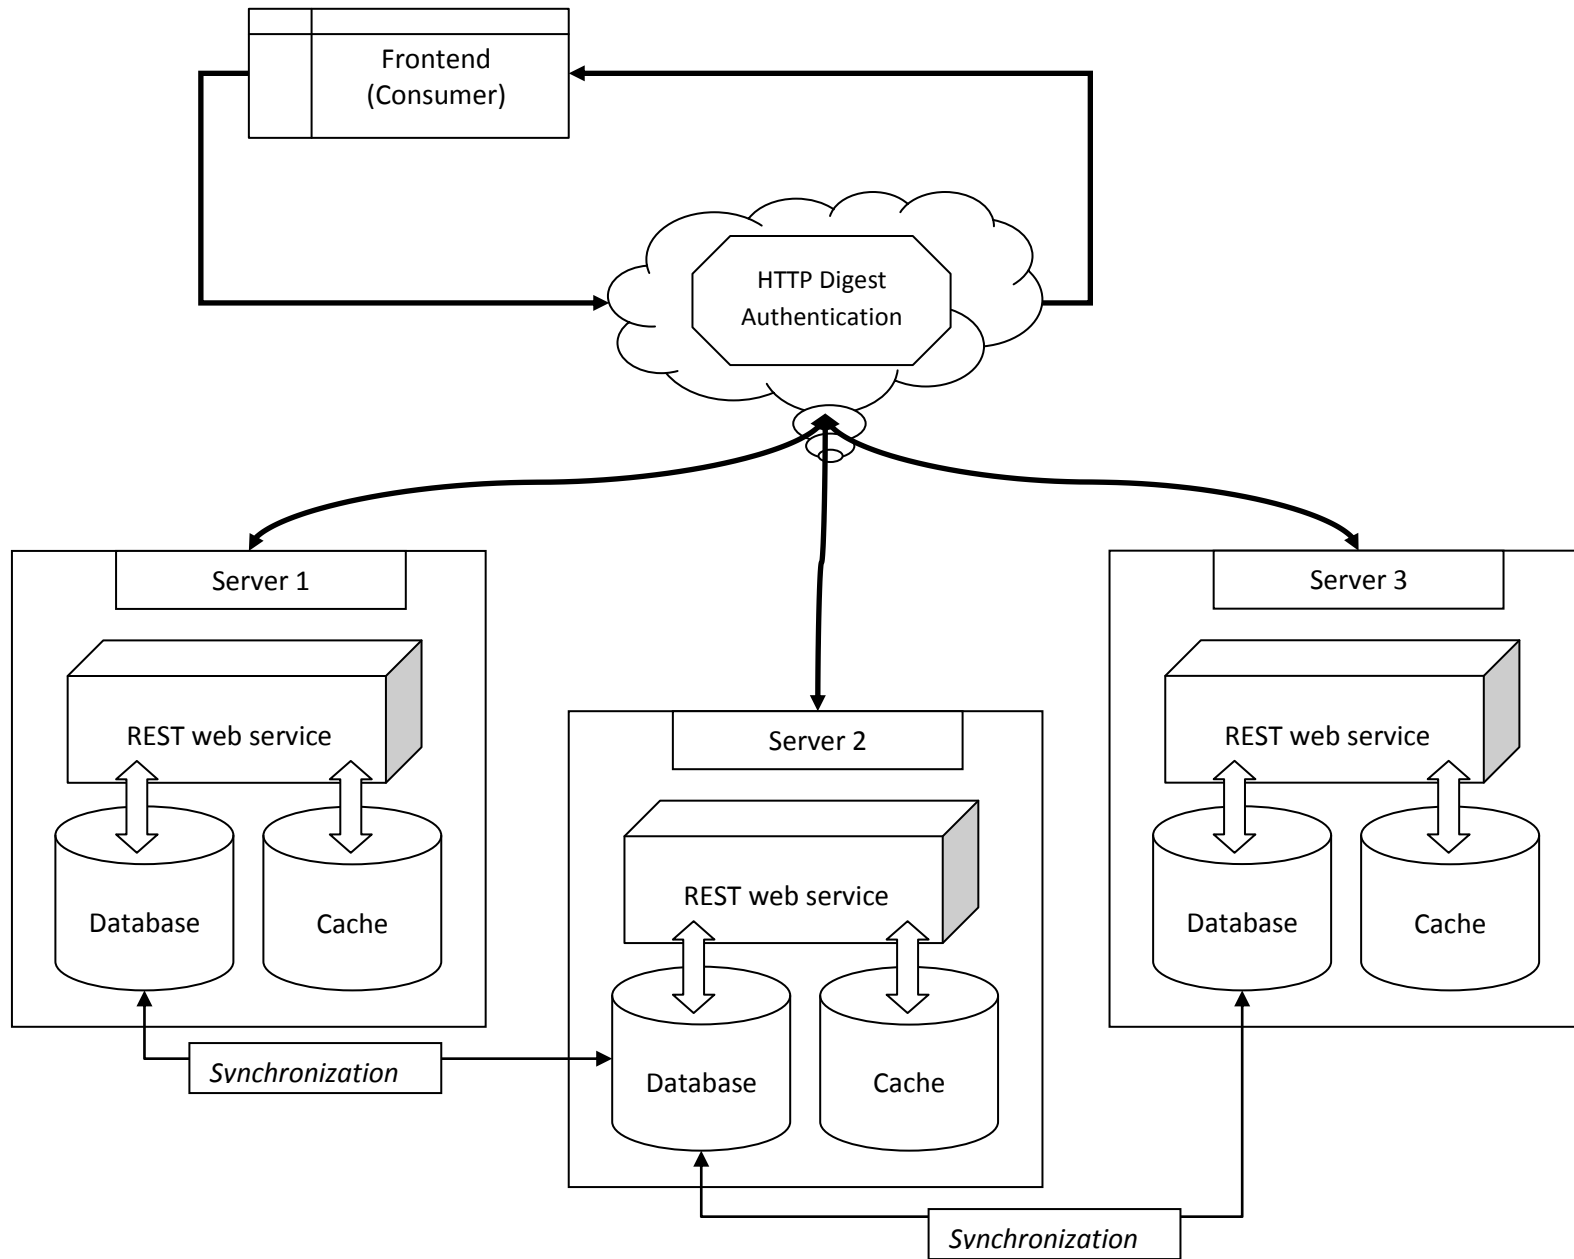 Frontend
(Consumer)
HTTP Digest
Authentication
Server 1
Server 3
REST web service
Server 2
REST web service
REST web service
Database
Cache
Database
Cache
Synchronization
Database
Cache
Synchronization